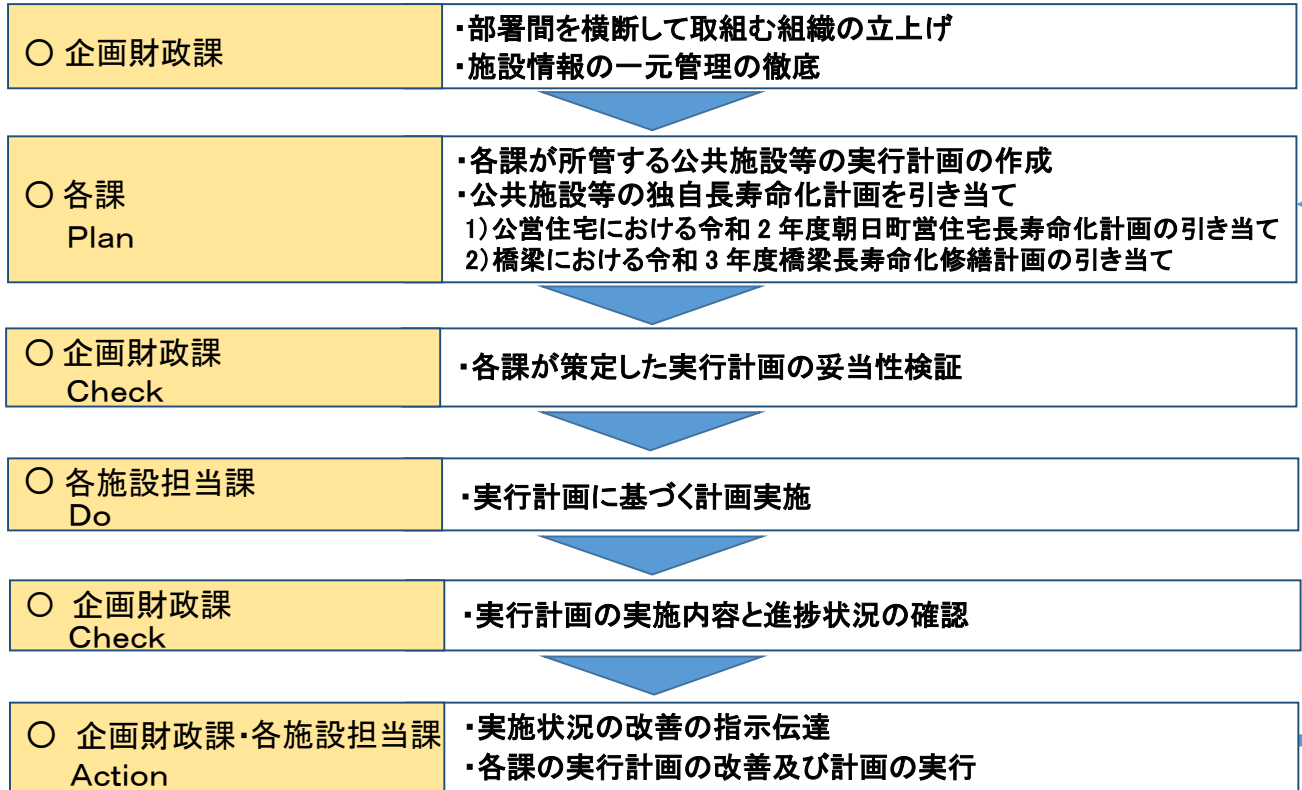 ○ 企画財政課
・部署間を横断して取組む組織の立上げ
・施設情報の一元管理の徹底
○ 各課
Plan
・各課が所管する公共施設等の実行計画の作成
・公共施設等の独自長寿命化計画を引き当て
1)公営住宅における令和2年度朝日町営住宅長寿命化計画の引き当て
2)橋梁における令和3年度橋梁長寿命化修繕計画の引き当て
○ 企画財政課
Check
・各課が策定した実行計画の妥当性検証
○ 各施設担当課
Do
・実行計画に基づく計画実施
○ 企画財政課
Check
・実行計画の実施内容と進捗状況の確認
○ 企画財政課・各施設担当課
Action
・実施状況の改善の指示伝達
・各課の実行計画の改善及び計画の実行